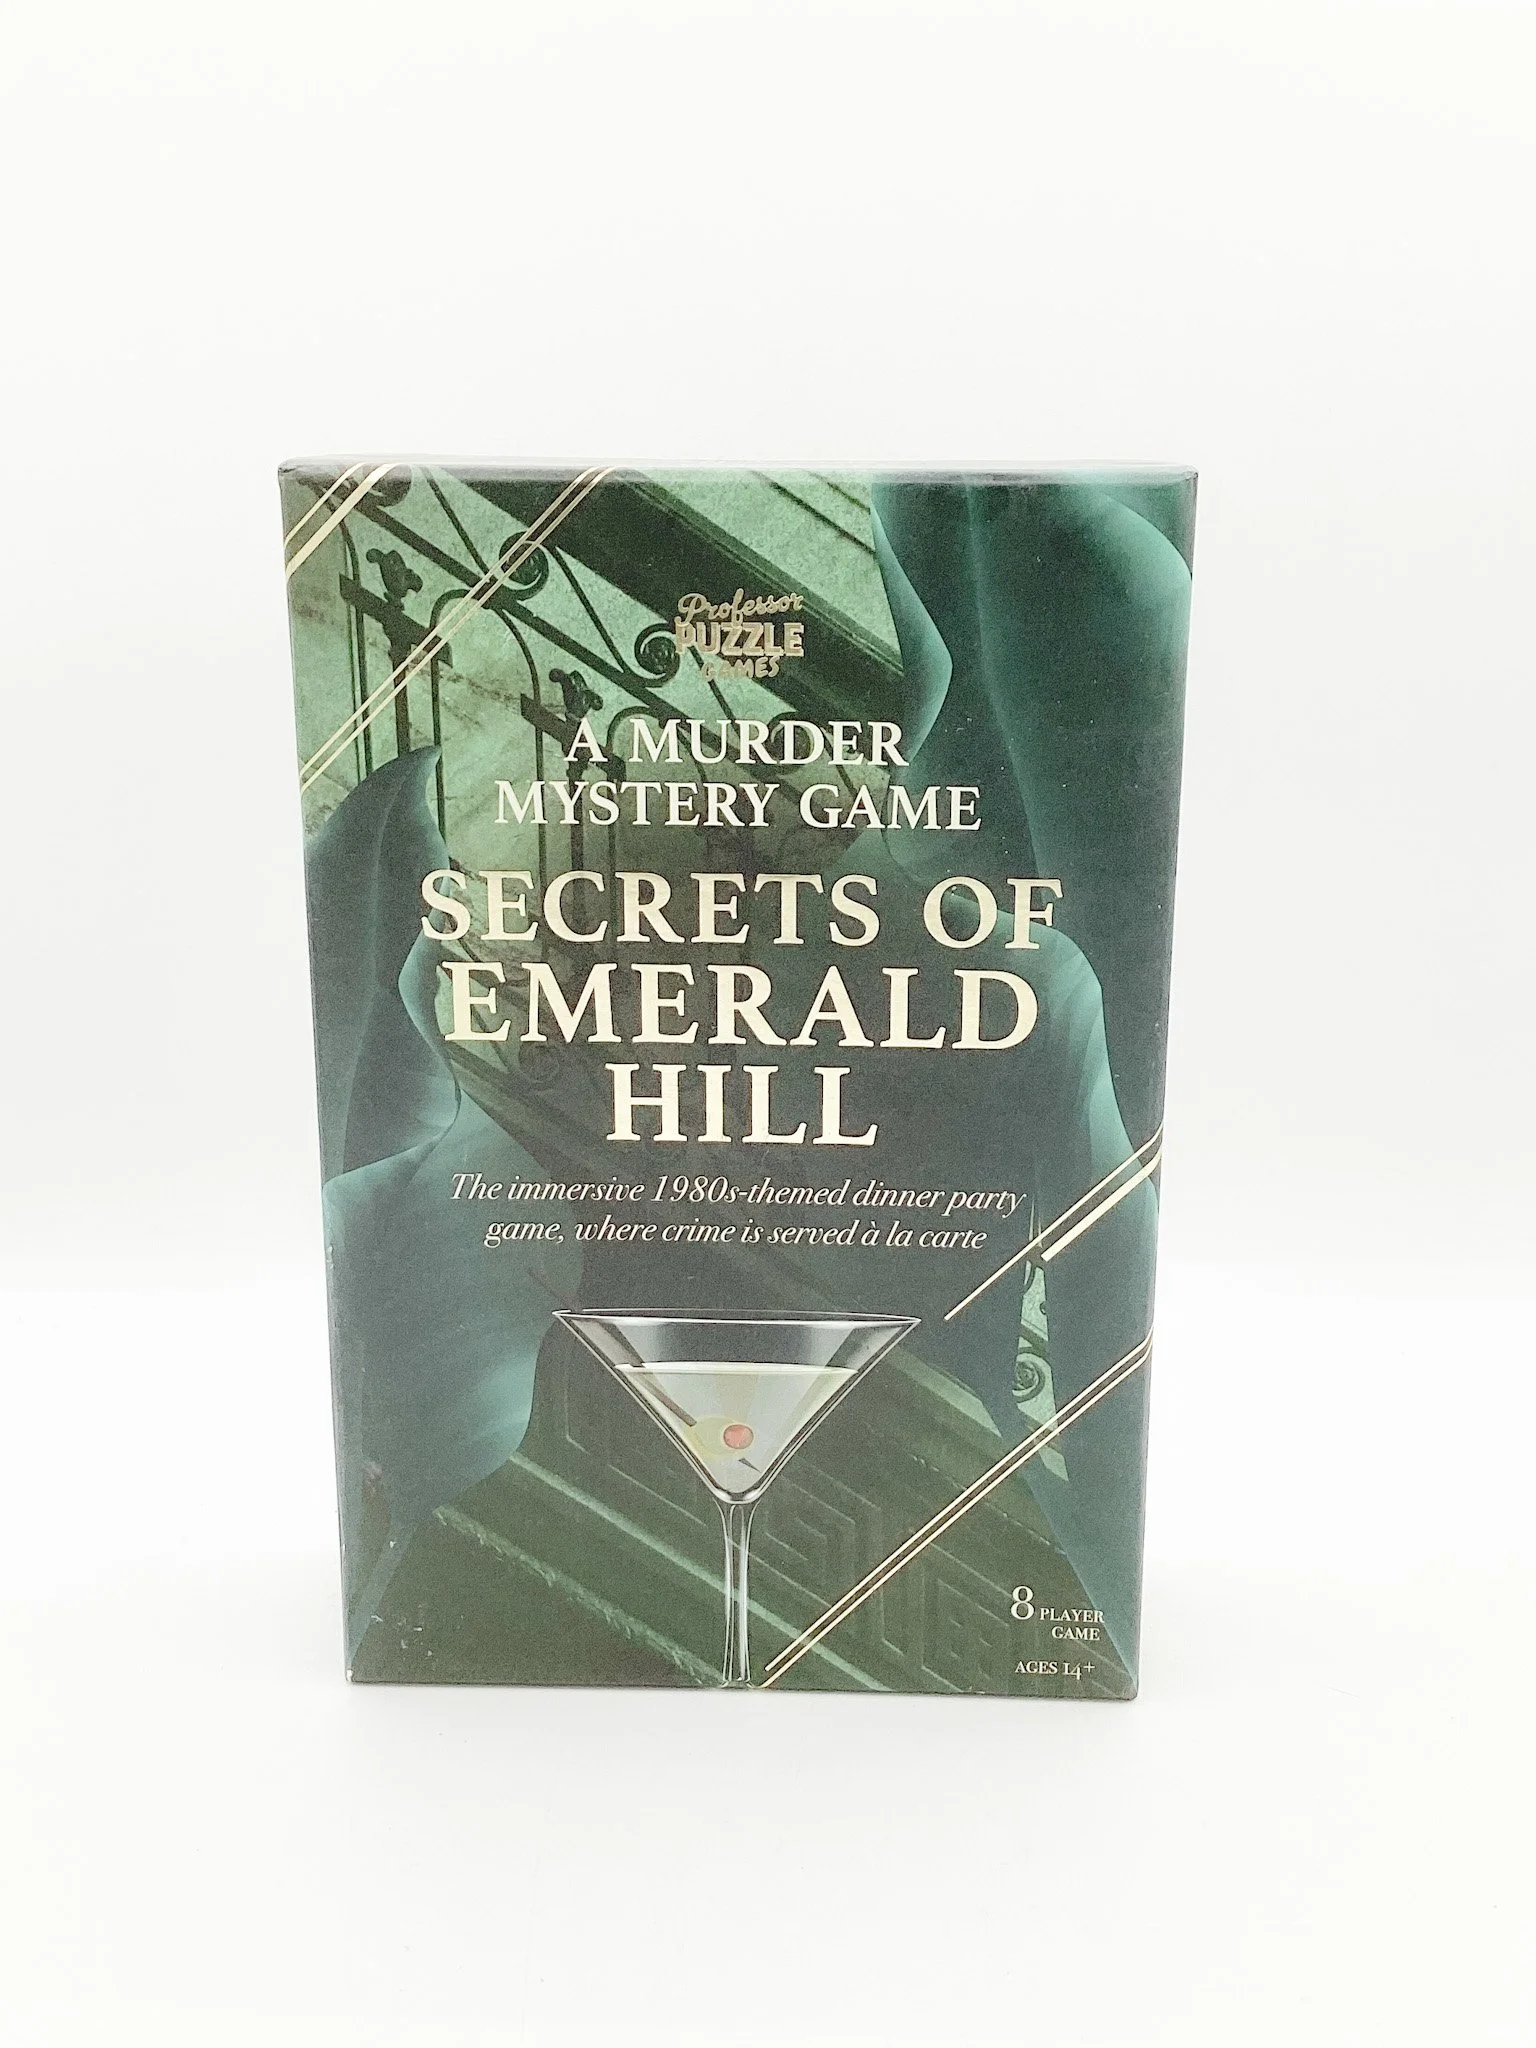 Professor
PUZZLE
GAMES
A MURDER
MYSTERY GAME
SECRETS OF
EMERALD
HILL
The immersive 1980s-themed dinner party
game, where crime is served à la carte
8 PLAYER
GAME
AGES 14+